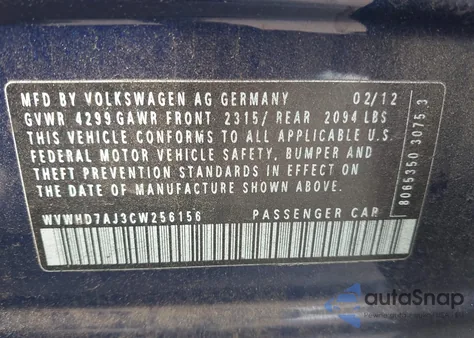 MFD BY VOLKSWAGEN AG GERMANY 02/12
GVWR 4299 GAWR FRONT 2315/ REAR 2094 LBS
THIS VEHICLE CONFORMS TO ALL APPLICABLE U.S.
FEDERAL MOTOR VEHICLE SAFETY, BUMPER AND
THEFT PREVENTION STANDARDS IN EFFECT ON
THE DATE OF MANUFACTURE SHOWN ABOVE.
WVWHD7AJ3CW256156 PASSENGER CAR
8065350 3075 3
autoSnap